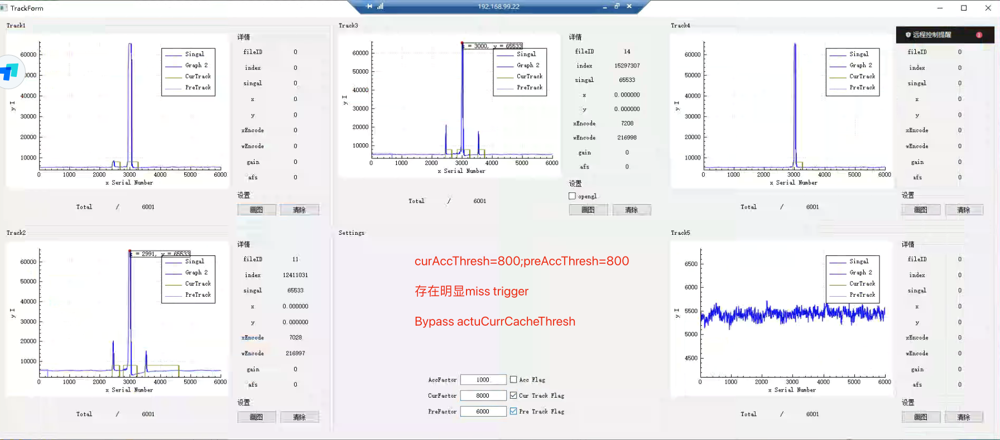 TrackForm
192.168.99.22
远程控制提醒
3
Track1
60000
50000
40000
30000
20000
10000
y I
0 1000 2000 3000 4000 5000 6000
x Serial Number
Singal
Graph 2
CurTrack
PreTrack
Total / 6001
详情
fileID 0
index 0
singal 0
x 0
y 0
xEncode 0
wEncode 0
gain 0
afs 0
设置
画图 清除
Track3
x = 3000, y = 65533
60000
50000
40000
30000
20000
10000
y I
0 1000 2000 3000 4000 5000 6000
x Serial Number
Singal
Graph 2
CurTrack
PreTrack
Total / 6001
详情
fileID 14
index 15297307
singal 65533
x 0.000000
y 0.000000
xEncode 7208
wEncode 216998
gain 0
afs 0
设置
opengl
画图 清除
Track4
60000
50000
40000
30000
20000
10000
y I
0 1000 2000 3000 4000 5000 6000
x Serial Number
Singal
Graph 2
CurTrack
PreTrack
Total / 6001
fileID 0
index 0
singal 0
x 0
y 0
xEncode 0
wEncode 0
gain 0
afs 0
设置
画图 清除
Track2
x = 2991, y = 65533
60000
50000
40000
30000
20000
10000
y I
0 1000 2000 3000 4000 5000 6000
x Serial Number
Singal
Graph 2
CurTrack
PreTrack
Total / 6001
详情
fileID 11
index 12411031
singal 65533
x 0.000000
y 0.000000
xEncode 7028
wEncode 216997
gain 0
afs 0
设置
画图 清除
Settings
curAccThresh=800;preAccThresh=800
存在明显miss trigger
Bypass actuCurrCacheThresh
AccFactor 1000 Acc Flag
CurFactor 8000 Cur Track Flag
PreFactor 6000 Pre Track Flag
Track5
6500
6000
5500
5000
4500
y I
0 1000 2000 3000 4000 5000 6000
x Serial Number
Singal
Graph 2
CurTrack
PreTrack
Total / 6001
详情
fileID 0
index 0
singal 0
x 0
y 0
xEncode 0
wEncode 0
gain 0
afs 0
设置
画图 清除